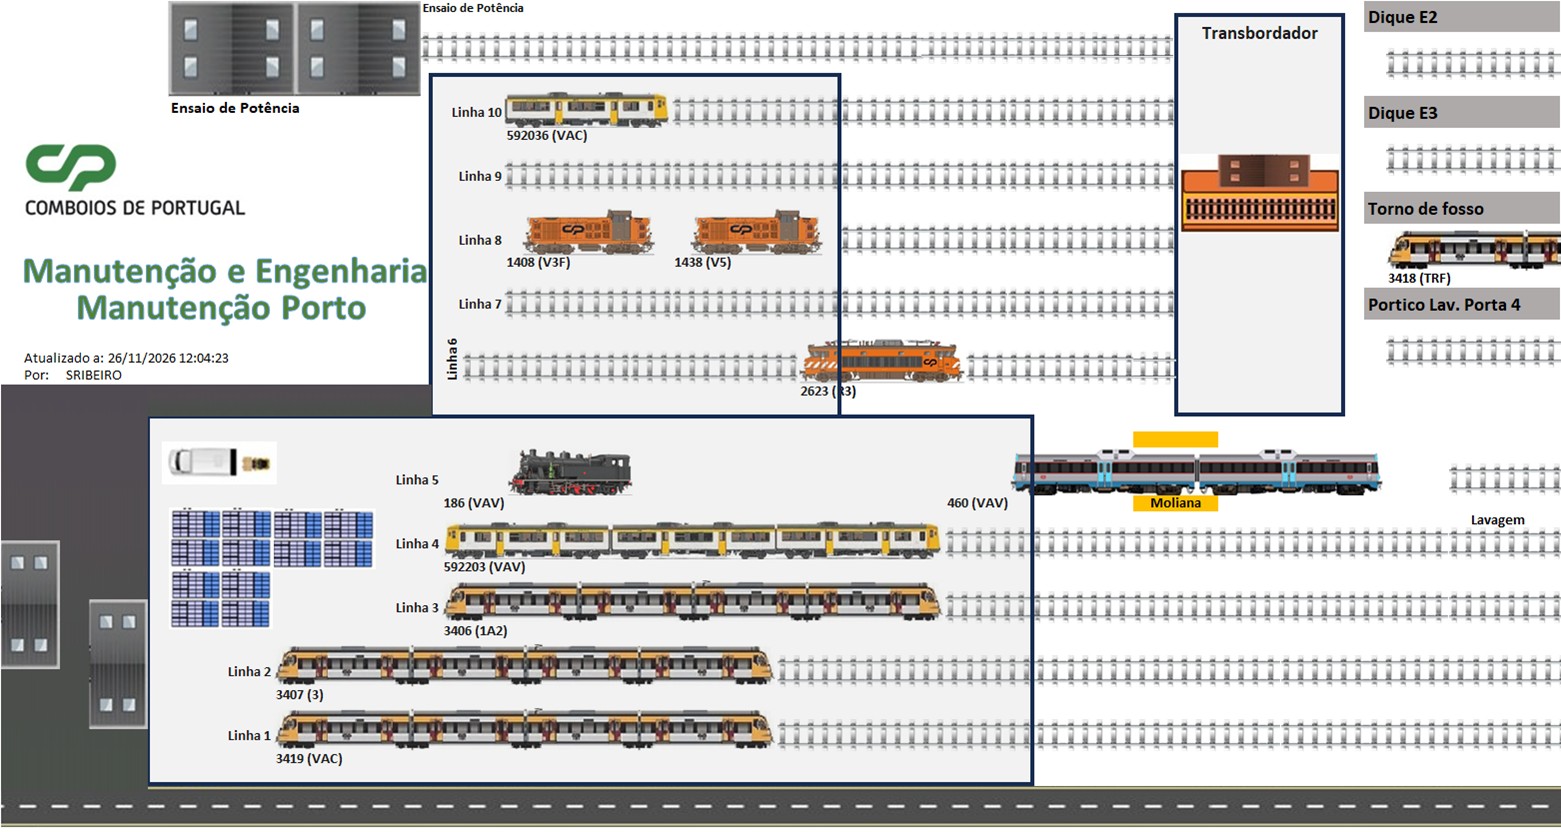 Ensaio de Potência
Ensaio de Potência
Transbordador
Dique E2
Dique E3
Torno de fosso
3418 (TRF)
Portico Lav. Porta 4
CP
COMBOIOS DE PORTUGAL
Manutenção e Engenharia
Manutenção Porto
Atualizado a: 26/11/2026 12:04:23
Por: SRIBEIRO
Linha 10
592036 (VAC)
Linha 9
Linha 8
1408 (V3F)
1438 (V5)
Linha 7
Linha 6
2623 (R3)
Linha 5
186 (VAV)
460 (VAV)
Moliana
Lavagem
Linha 4
592203 (VAV)
Linha 3
3406 (1A2)
Linha 2
3407 (3)
Linha 1
3419 (VAC)